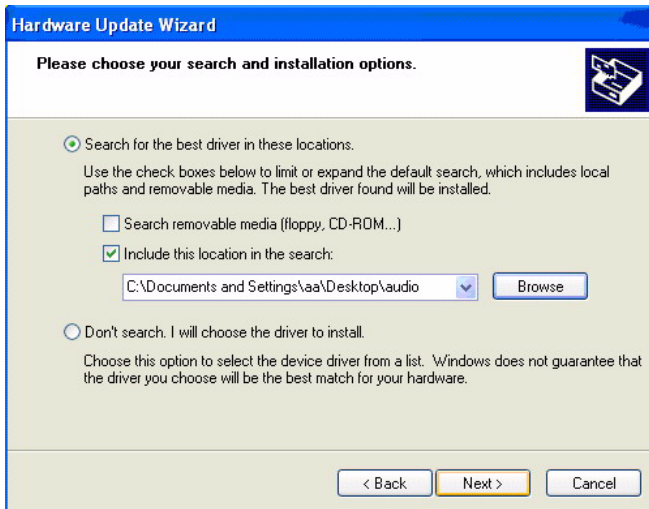 Hardware Update Wizard
Please choose your search and installation options.
Search for the best driver in these locations.
Use the check boxes below to limit or expand the default search, which includes local
paths and removable media. The best driver found will be installed.
Search removable media (floppy, CD-ROM...)
Include this location in the search:
C:\Documents and Settings\aa\Desktop\audio
Browse
Don't search. I will choose the driver to install.
Choose this option to select the device driver from a list. Windows does not guarantee that
the driver you choose will be the best match for your hardware.
< Back
Next >
Cancel